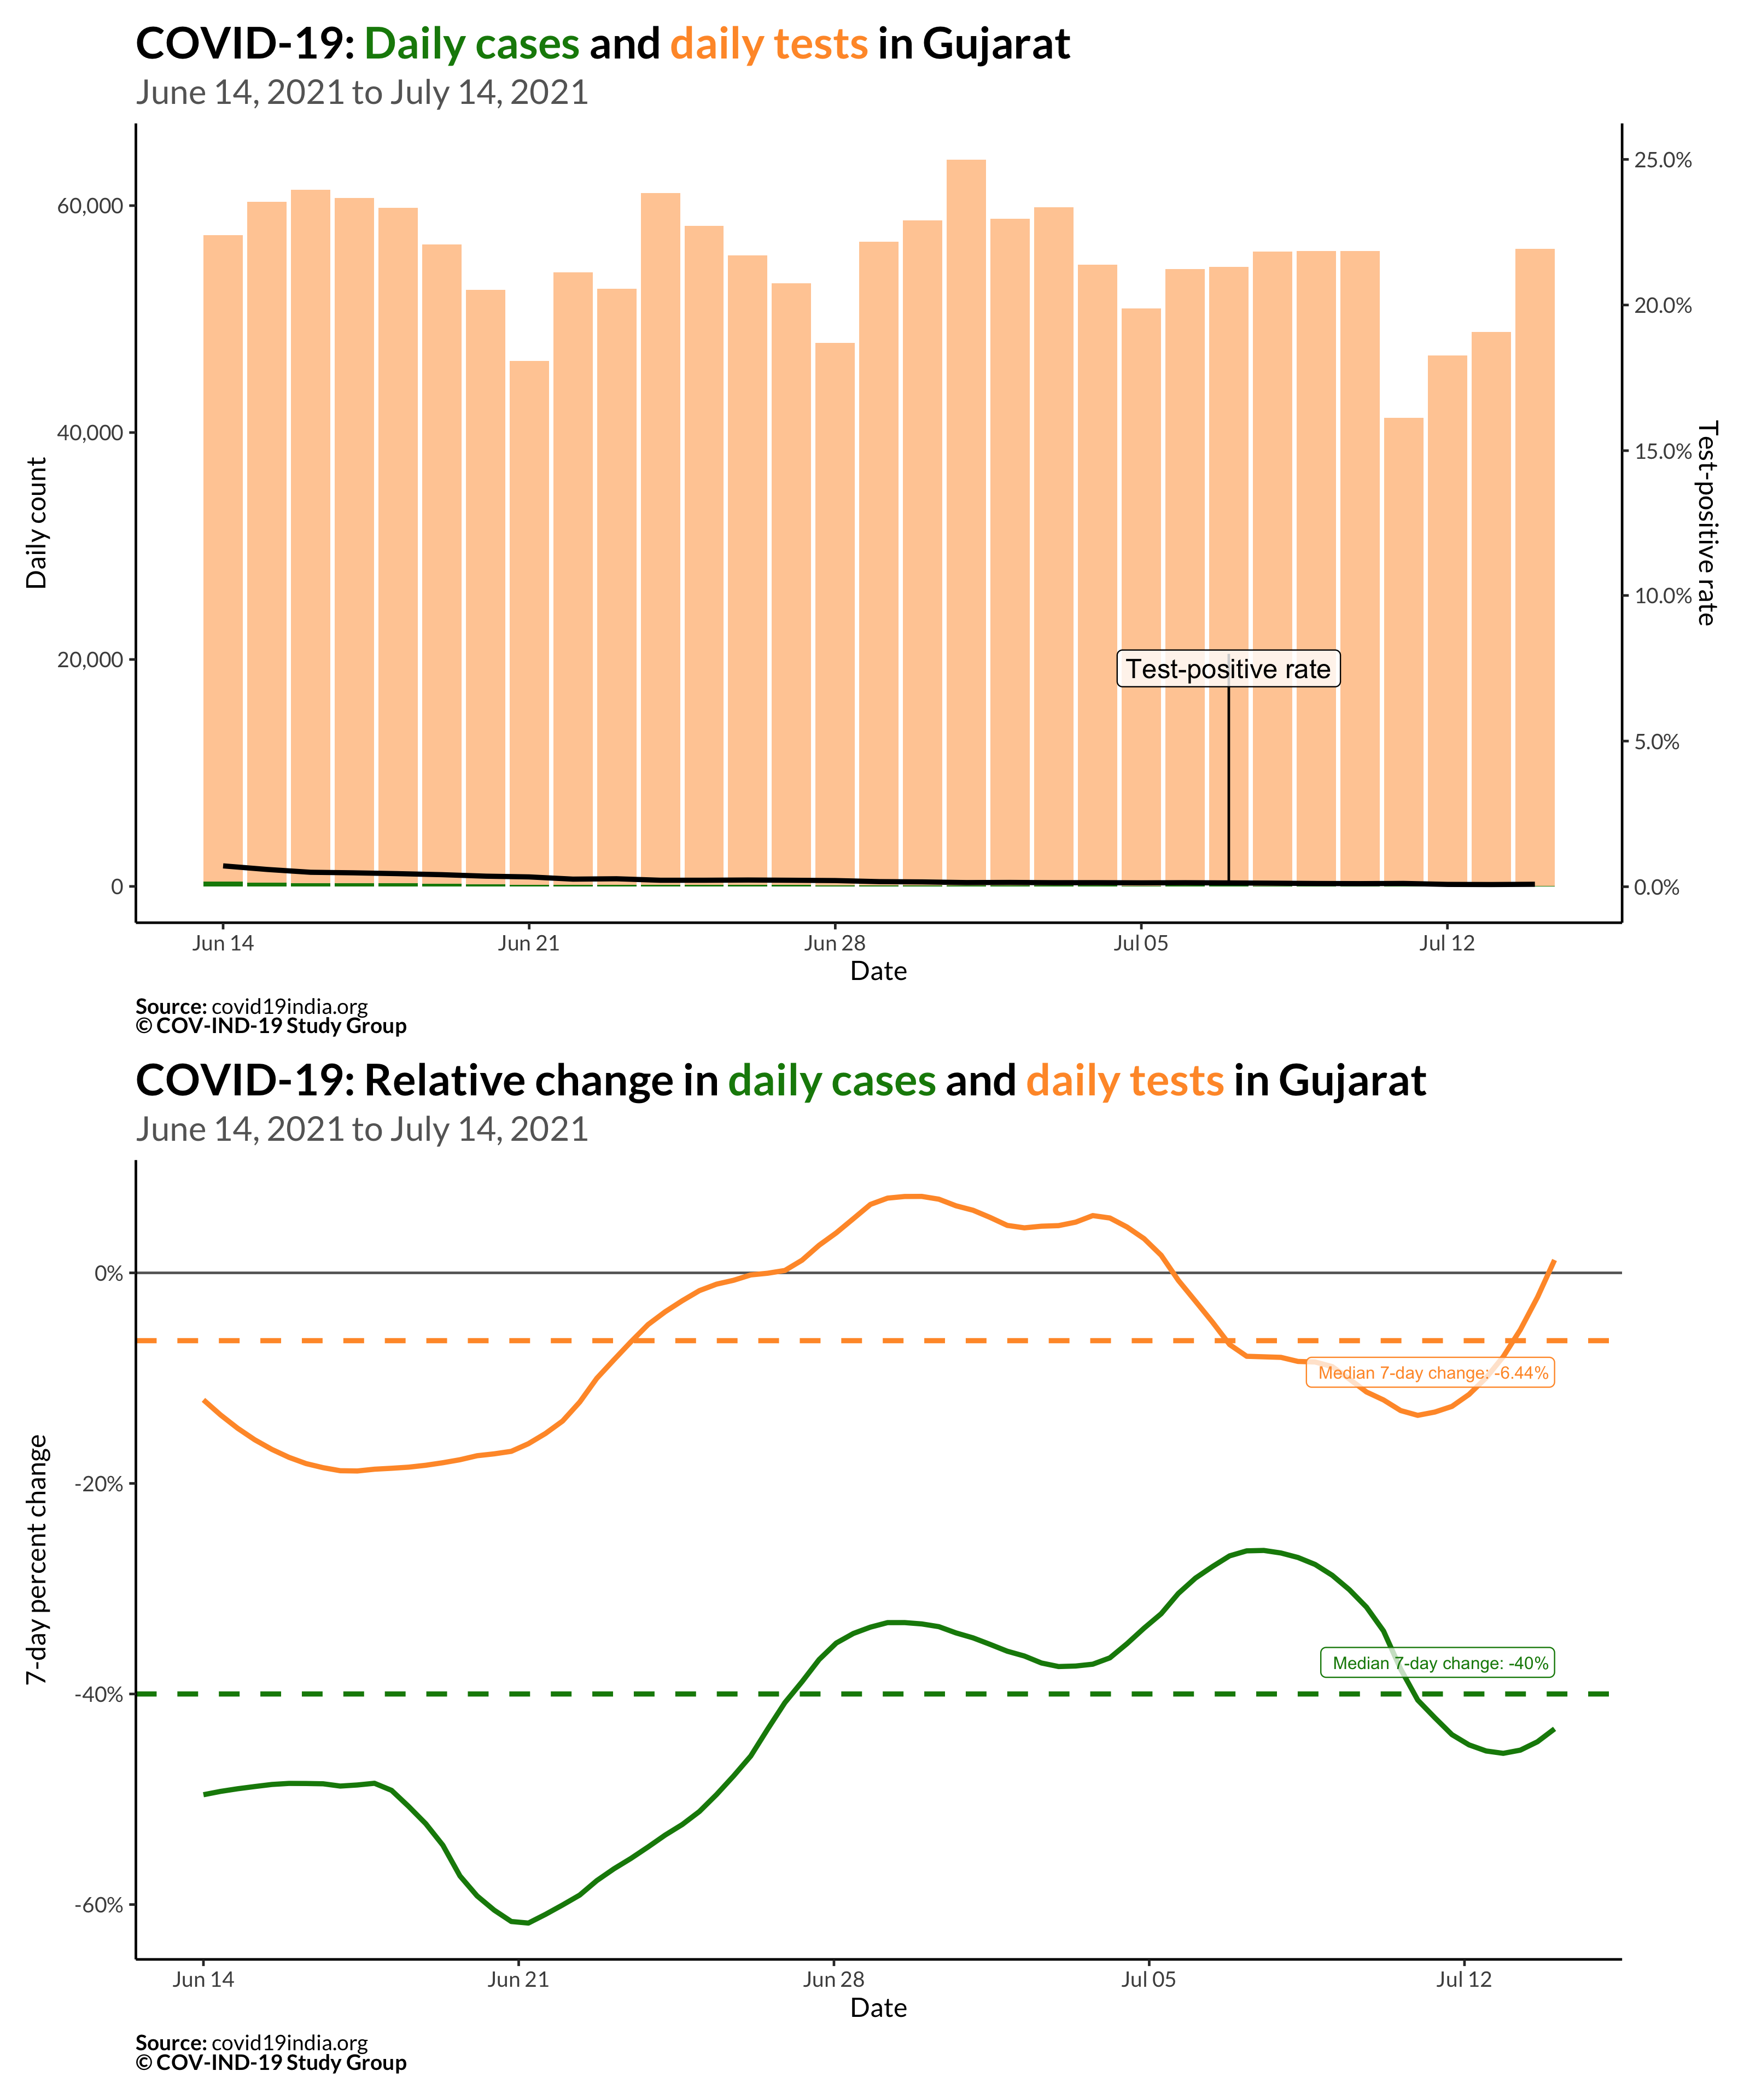 COVID-19: Daily cases and daily tests in Gujarat
June 14, 2021 to July 14, 2021
Daily count
60,000
40,000
20,000
0
25.0%
20.0%
15.0%
10.0%
5.0%
0.0%
Test-positive rate
Test-positive rate
Jun 14
Jun 21
Jun 28
Jul 05
Jul 12
Date
Source: covid19india.org
© COV-IND-19 Study Group
COVID-19: Relative change in daily cases and daily tests in Gujarat
June 14, 2021 to July 14, 2021
7-day percent change
0%
-20%
-40%
-60%
Median 7-day change: -6.44%
Median 7-day change: -40%
Jun 14
Jun 21
Jun 28
Jul 05
Jul 12
Date
Source: covid19india.org
© COV-IND-19 Study Group